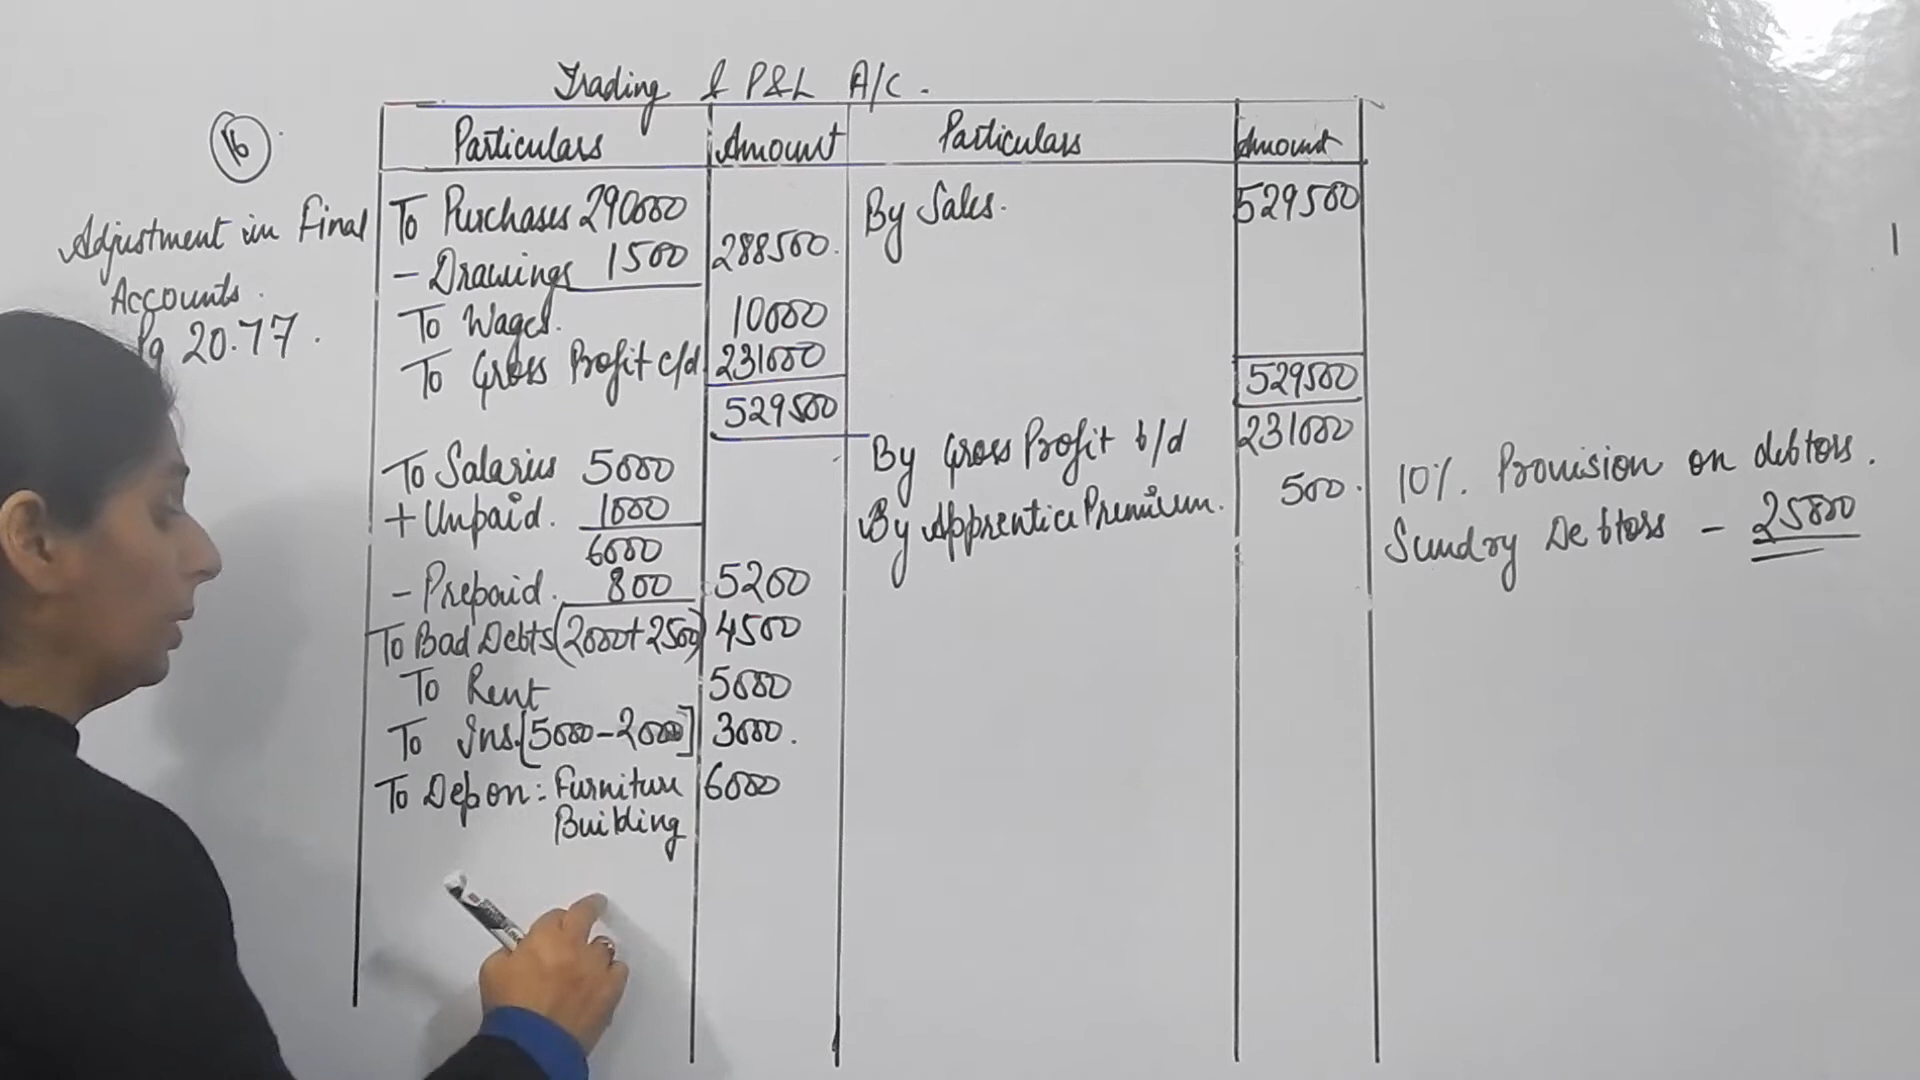 Trading & P&L A/C.
16
Adjustment in Final
Accounts.
Pg 20.77.
Particulars Amount Particulars Amount
To Purchases 290000 By Sales. 529500
- Drawings 1500 288500.
To Wages. 10000
To Gross Profit c/d 231000 529500
529500 By Gross Profit b/d 231000
To Salaries 5000 By Apprentice Premium. 500.
+ Unpaid. 1000
6000
- Prepaid. 800 5200
To Bad Debts (2000+2500) 4500
To Rent 5000
To Ins. [5000-2000] 3000.
To Depon: Furniture 6000
Building
10%. Provision on debtors.
Sundry Debtors - 25000